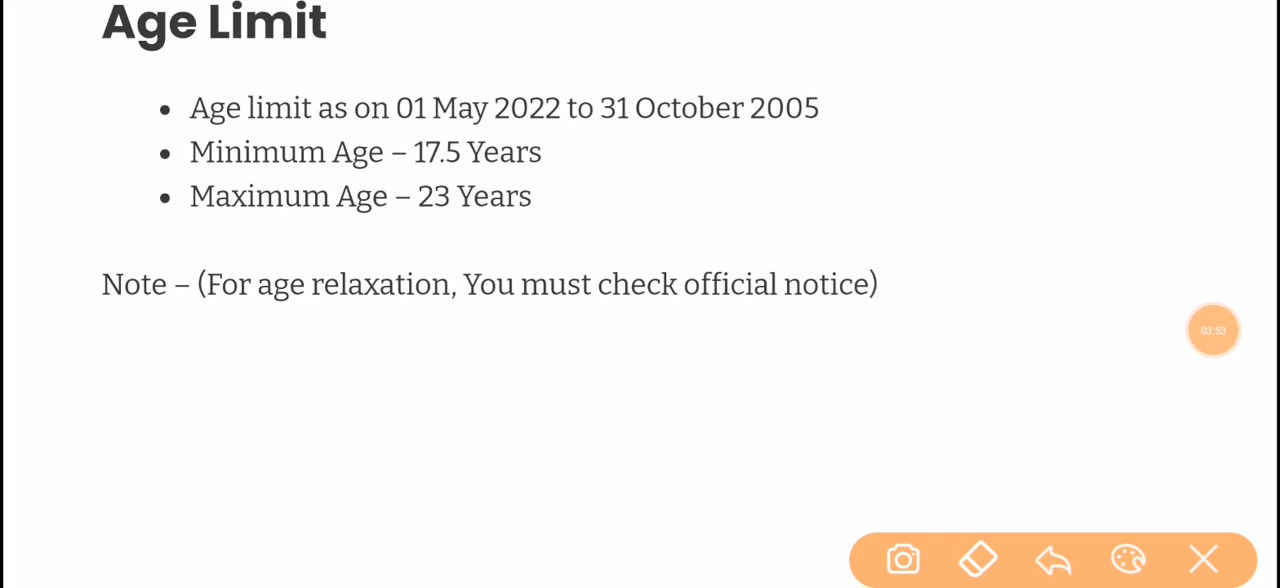 Age Limit
Age limit as on 01 May 2022 to 31 October 2005
Minimum Age – 17.5 Years
Maximum Age – 23 Years
Note – (For age relaxation, You must check official notice)
03:53